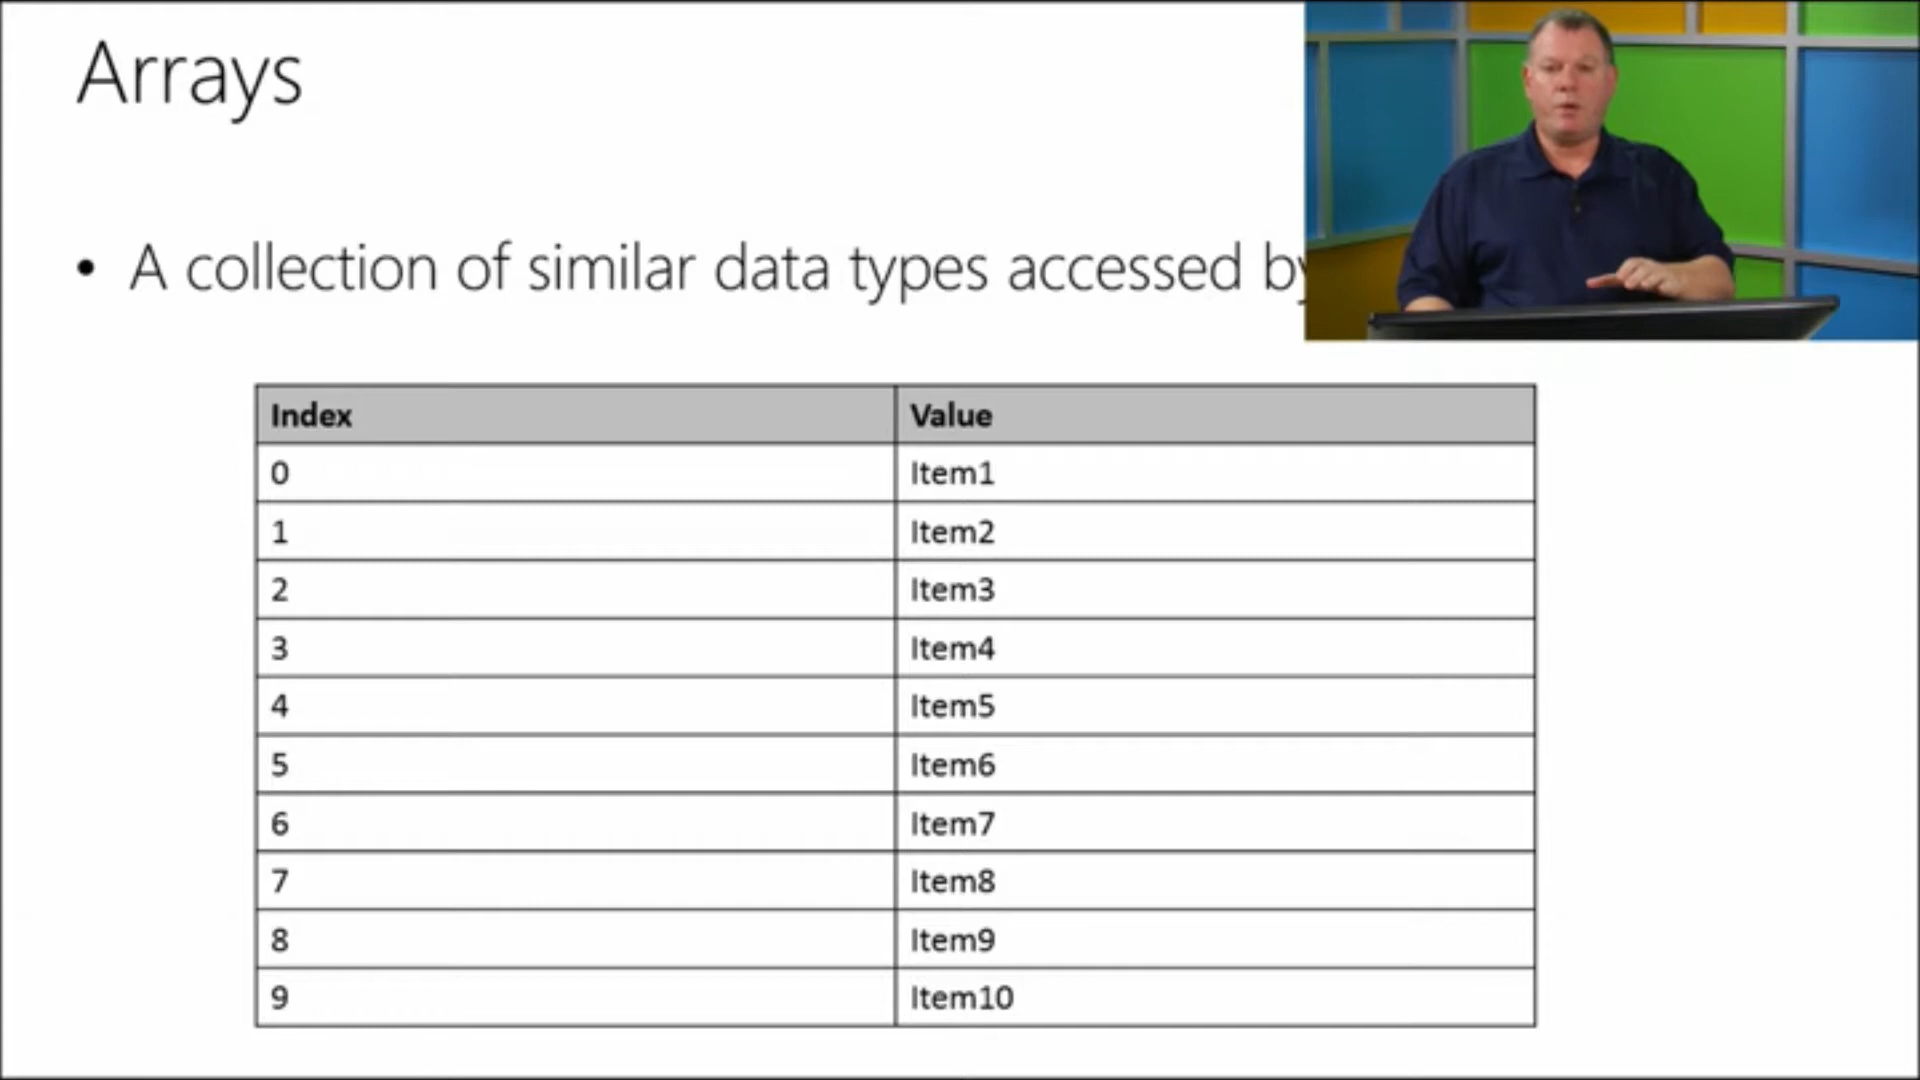 Arrays
• A collection of similar data types accessed by
Index Value
0 Item1
1 Item2
2 Item3
3 Item4
4 Item5
5 Item6
6 Item7
7 Item8
8 Item9
9 Item10